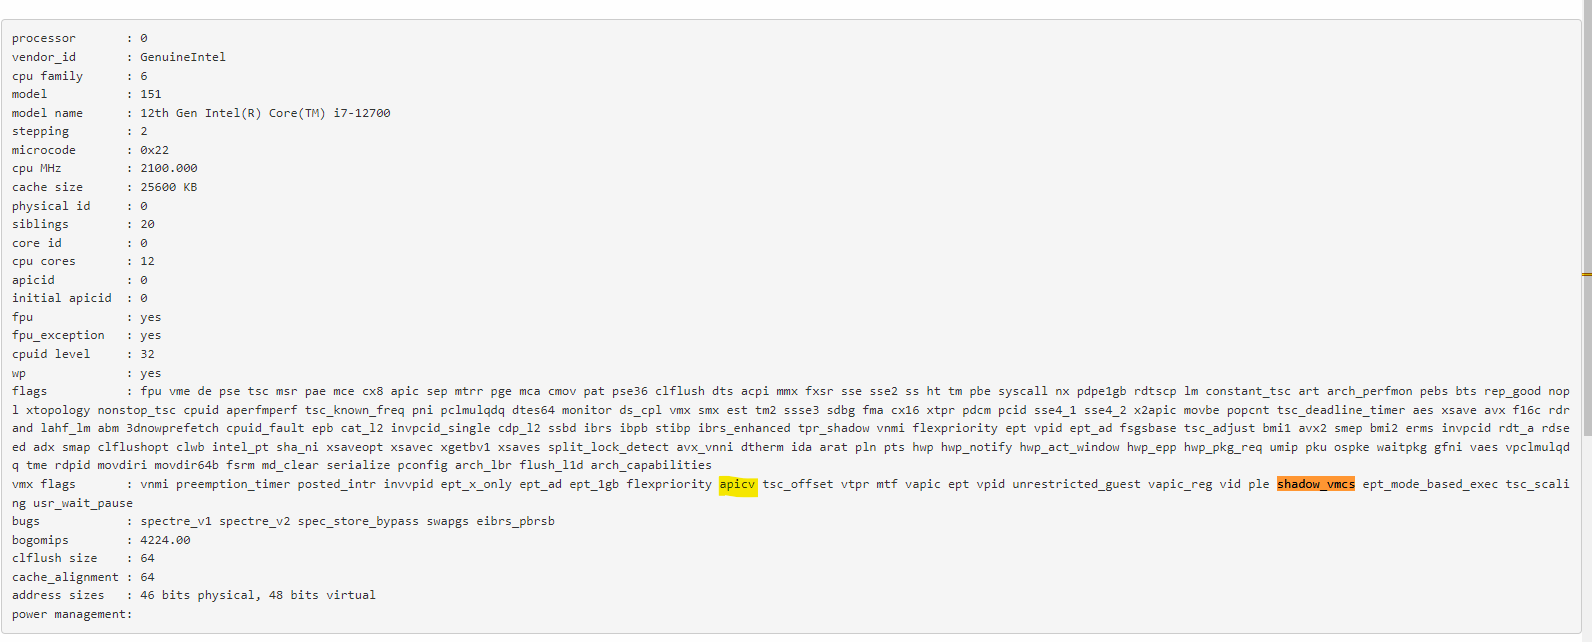 processor       : 0
vendor_id       : GenuineIntel
cpu family      : 6
model           : 151
model name      : 12th Gen Intel(R) Core(TM) i7-12700
stepping        : 2
microcode       : 0x22
cpu MHz         : 2100.000
cache size      : 25600 KB
physical id     : 0
siblings        : 20
core id         : 0
cpu cores       : 12
apicid          : 0
initial apicid  : 0
fpu             : yes
fpu_exception   : yes
cpuid level     : 32
wp              : yes
flags           : fpu vme de pse tsc msr pae mce cx8 apic sep mtrr pge mca cmov pat pse36 clflush dts acpi mmx fxsr sse sse2 ss ht tm pbe syscall nx pdpe1gb rdtscp lm constant_tsc art arch_perfmon pebs bts rep_good nop
l xtopology nonstop_tsc cpuid aperfmperf tsc_known_freq pni pclmulqdq dtes64 monitor ds_cpl vmx smx est tm2 ssse3 sdbg fma cx16 xtpr pdcm pcid sse4_1 sse4_2 x2apic movbe popcnt tsc_deadline_timer aes xsave avx f16c rdr
and lahf_lm abm 3dnowprefetch cpuid_fault epb cat_l2 invpcid_single cdp_l2 ssbd ibrs ibpb stibp ibrs_enhanced tpr_shadow vnmi flexpriority ept vpid ept_ad fsgsbase tsc_adjust bmi1 avx2 smep bmi2 erms invpcid rdt_a rdse
ed adx smap clflushopt clwb intel_pt sha_ni xsaveopt xsavec xgetbv1 xsaves split_lock_detect avx_vnni dtherm ida arat pln pts hwp hwp_notify hwp_act_window hwp_epp hwp_pkg_req umip pku ospke waitpkg gfni vaes vpclmulqd
q tme rdpid movdiri movdir64b fsrm md_clear serialize pconfig arch_lbr flush_l1d arch_capabilities
vmx flags       : vnmi preemption_timer posted_intr invvpid ept_x_only ept_ad ept_1gb flexpriority apicv tsc_offset vtpr mtf vapic ept vpid unrestricted_guest vapic_reg vid ple shadow_vmcs ept_mode_based_exec tsc_scali
ng usr_wait_pause
bugs            : spectre_v1 spectre_v2 spec_store_bypass swapgs eibrs_pbrsb
bogomips        : 4224.00
clflush size    : 64
cache_alignment : 64
address sizes   : 46 bits physical, 48 bits virtual
power management: